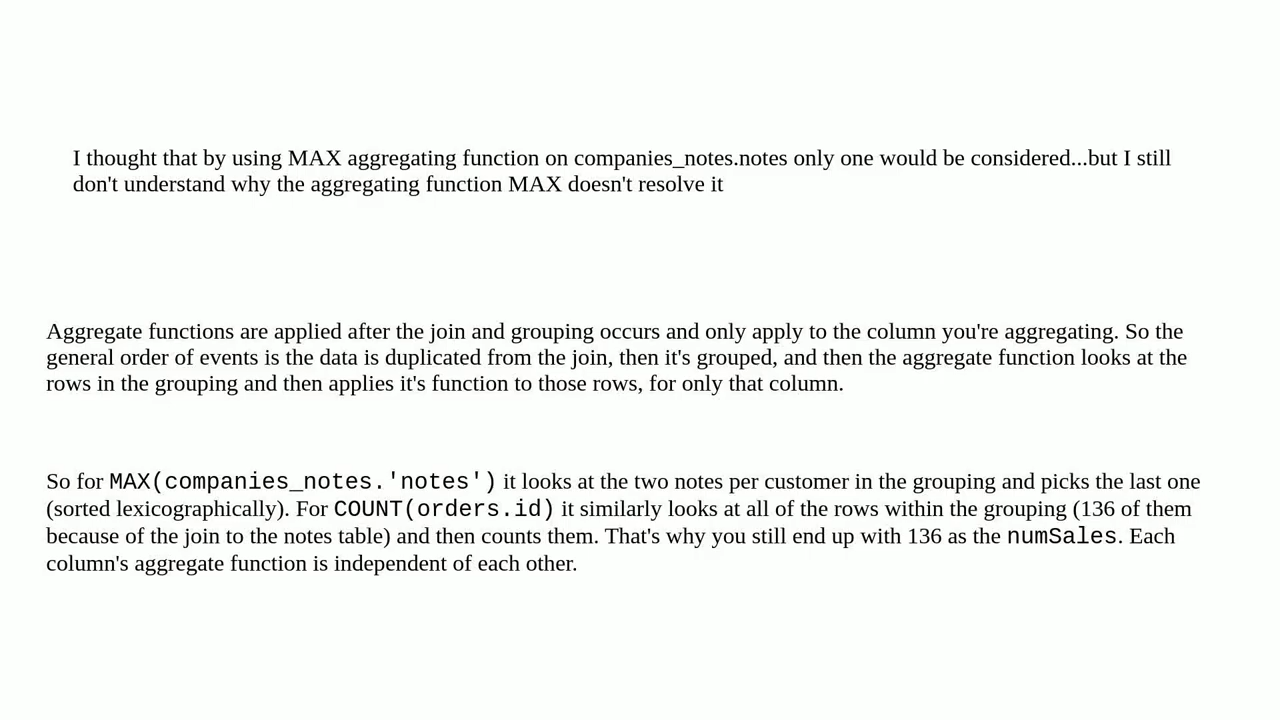 I thought that by using MAX aggregating function on companies_notes.notes only one would be considered...but I still
don't understand why the aggregating function MAX doesn't resolve it
Aggregate functions are applied after the join and grouping occurs and only apply to the column you're aggregating. So the
general order of events is the data is duplicated from the join, then it's grouped, and then the aggregate function looks at the
rows in the grouping and then applies it's function to those rows, for only that column.
So for MAX(companies_notes.'notes') it looks at the two notes per customer in the grouping and picks the last one
(sorted lexicographically). For COUNT(orders.id) it similarly looks at all of the rows within the grouping (136 of them
because of the join to the notes table) and then counts them. That's why you still end up with 136 as the numSales. Each
column's aggregate function is independent of each other.